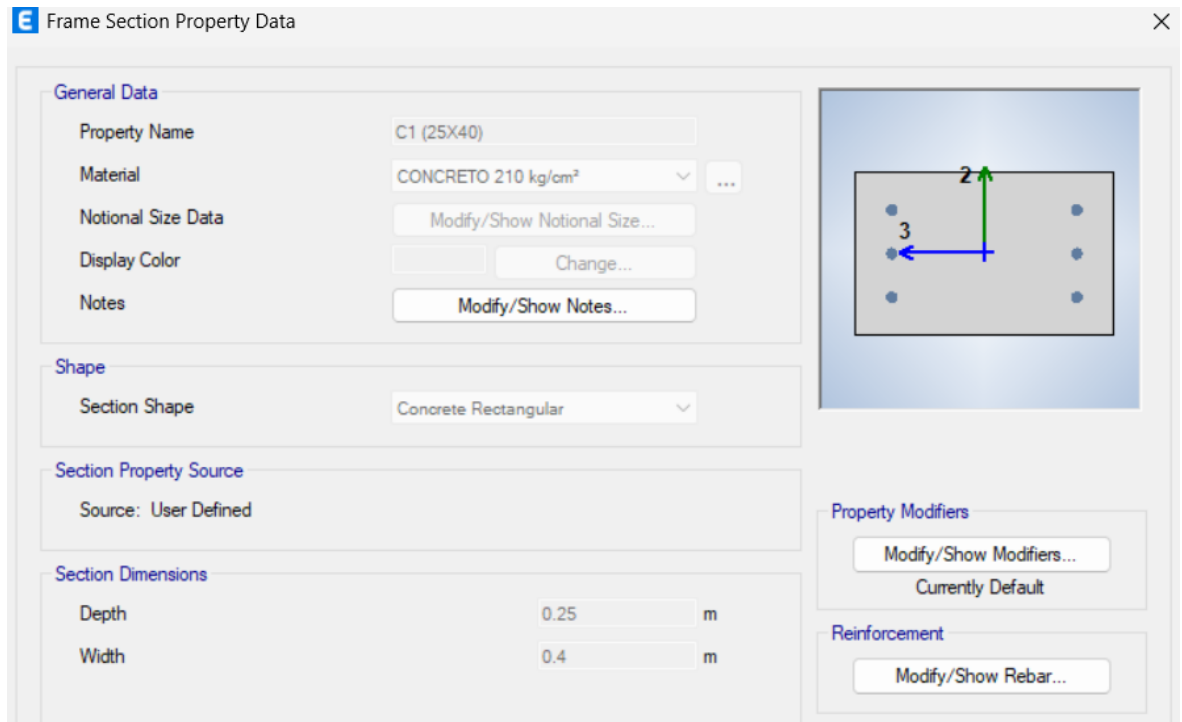 E Frame Section Property Data
General Data
Property Name C1 (25X40)
Material CONCRETO 210 kg/cm² ...
Notional Size Data Modify/Show Notional Size...
Display Color Change...
Notes Modify/Show Notes...
2
3
Shape
Section Shape Concrete Rectangular
Section Property Source
Source: User Defined
Property Modifiers
Modify/Show Modifiers...
Currently Default
Section Dimensions
Depth 0.25 m
Width 0.4 m
Reinforcement
Modify/Show Rebar...